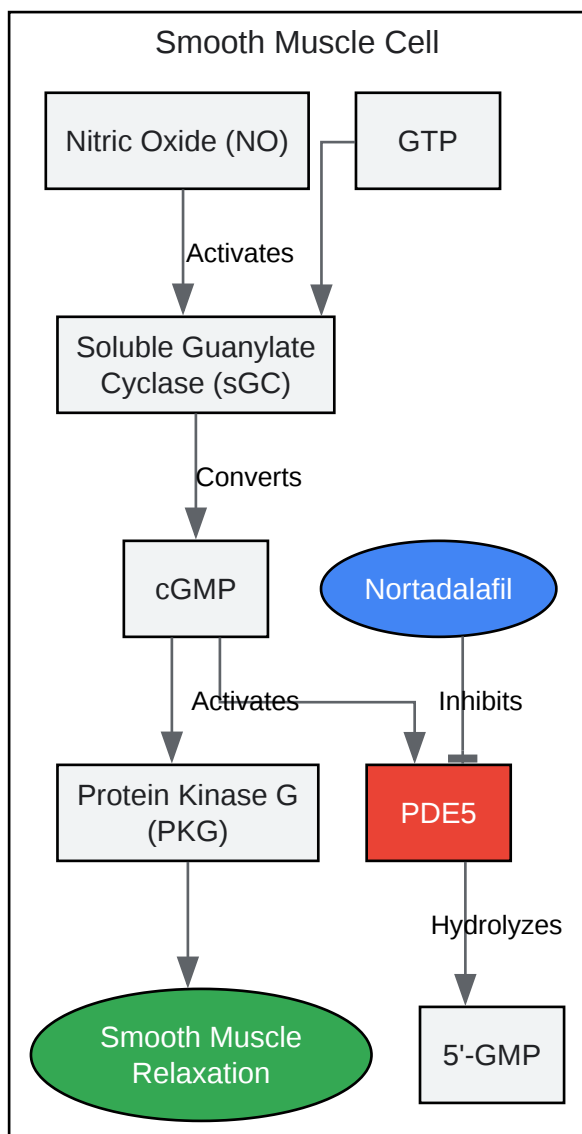 Smooth Muscle Cell
Nitric Oxide (NO)
GTP
Activates
Soluble Guanylate
Cyclase (sGC)
Converts
cGMP
Nortadalafil
Activates
Inhibits
Protein Kinase G
(PKG)
PDE5
Hydrolyzes
Smooth Muscle
Relaxation
5'-GMP